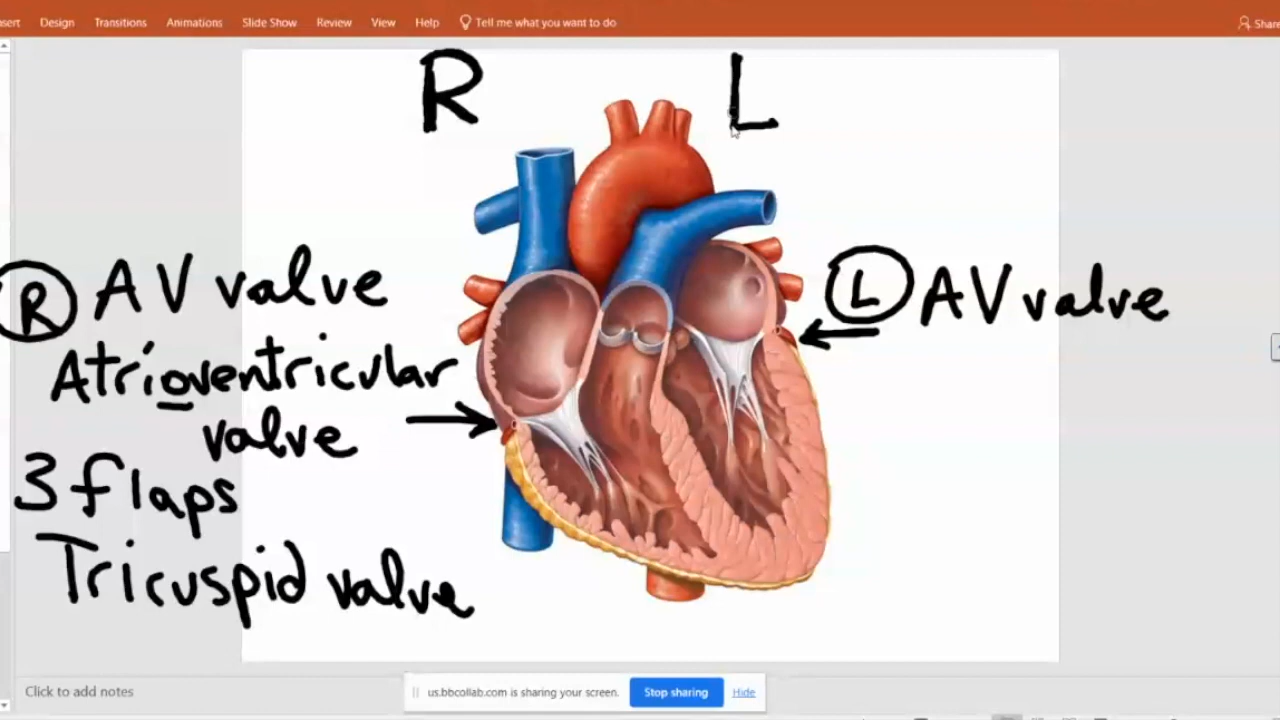 nsert Design Transitions Animations Slide Show Review View Help Tell me what you want to do Share
R L
R AV valve
L AV valve
Atrioventricular
valve
3 flaps
Tricuspid valve
Click to add notes
us.bbcollab.com is sharing your screen. Stop sharing Hide